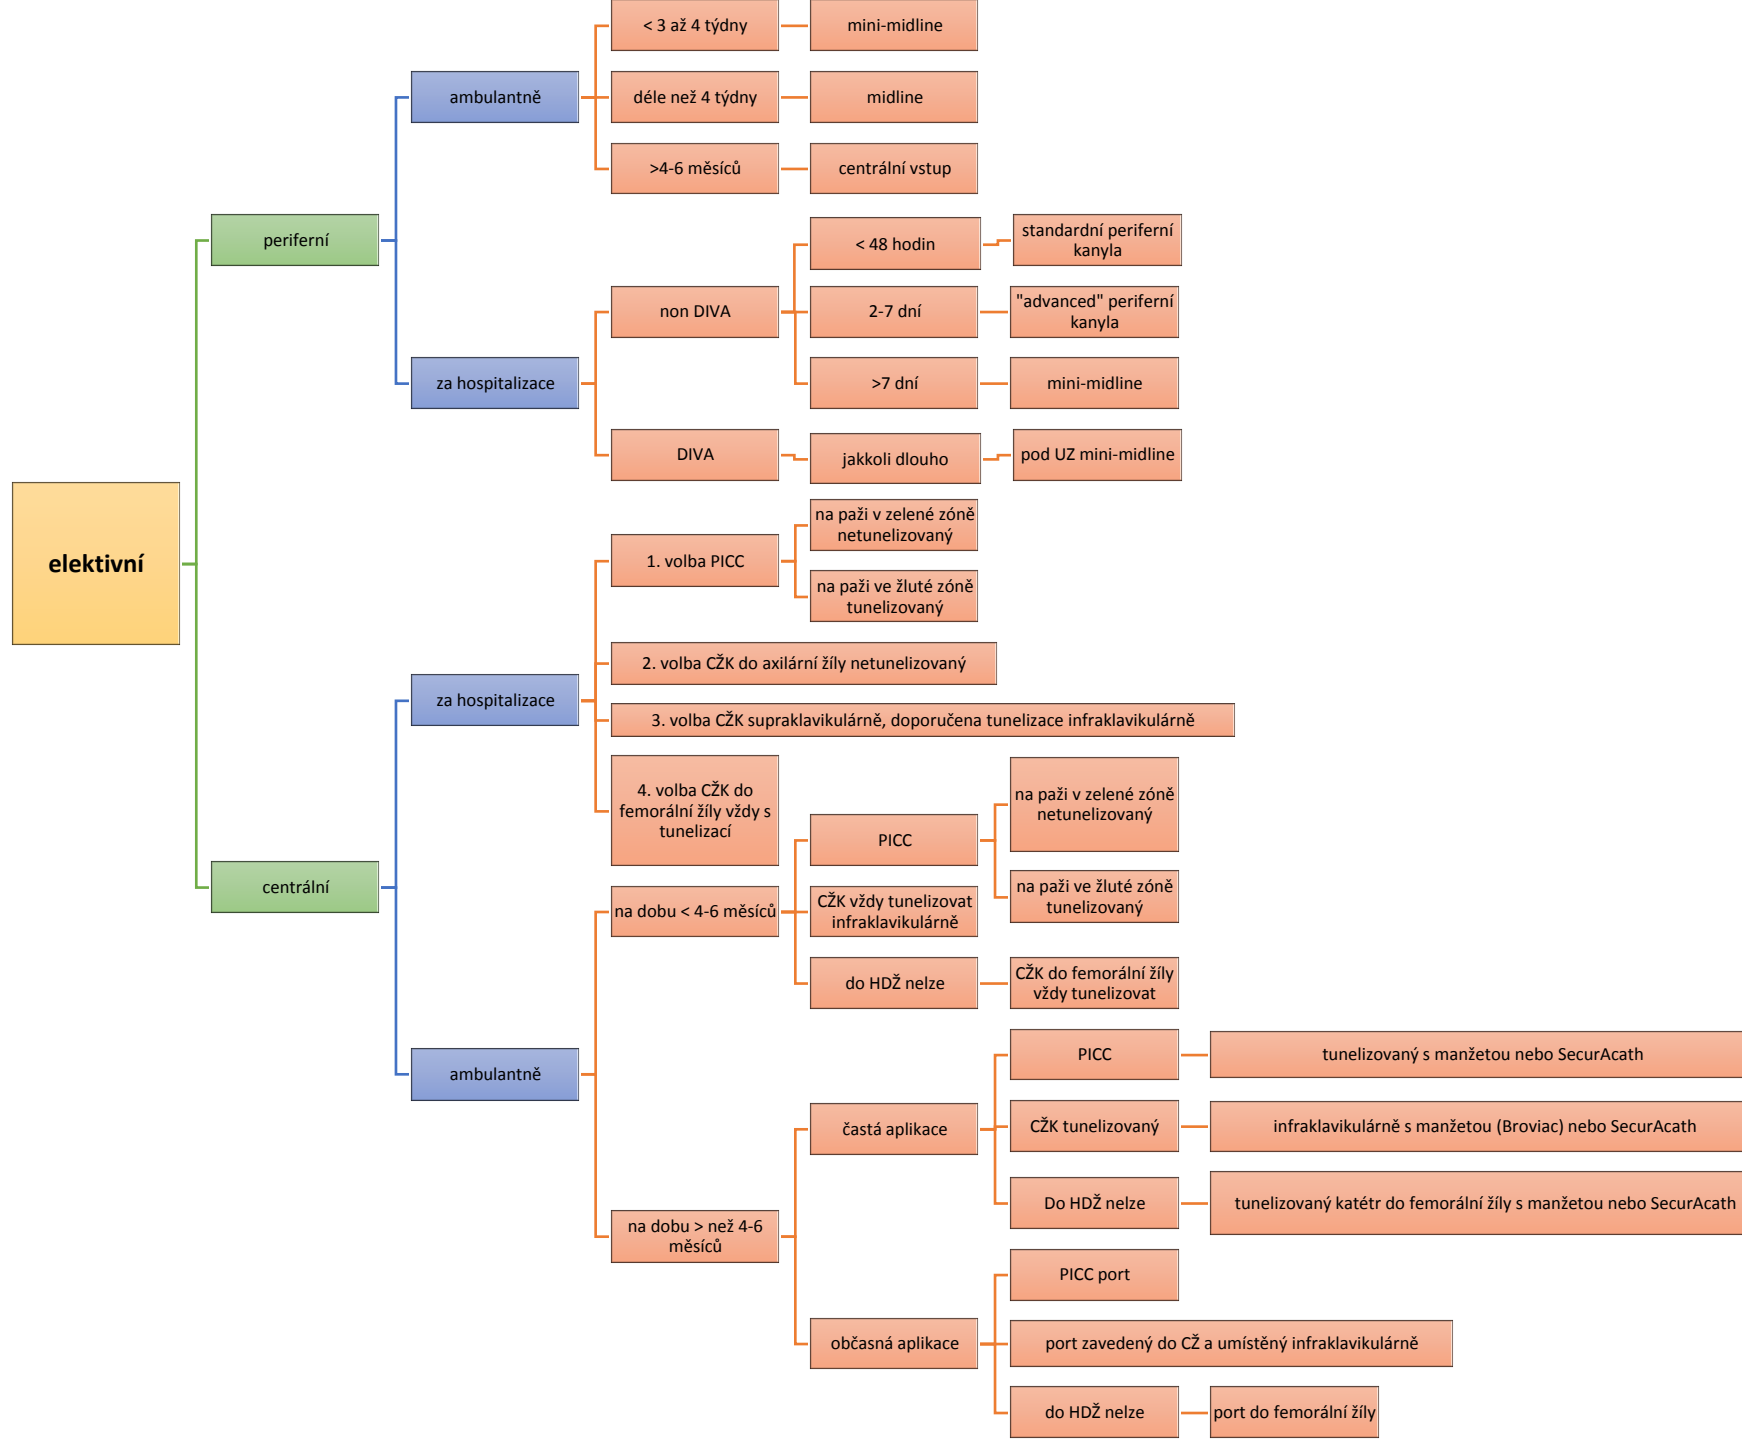 elektivní
periferní
ambulantně
< 3 až 4 týdny
mini-midline
déle než 4 týdny
midline
>4-6 měsíců
centrální vstup
za hospitalizace
non DIVA
< 48 hodin
standardní periferní
kanyla
2-7 dní
"advanced" periferní
kanyla
>7 dní
mini-midline
DIVA
jakkoli dlouho
pod UZ mini-midline
centrální
za hospitalizace
1. volba PICC
na paži v zelené zóně
netunelizovaný
na paži ve žluté zóně
tunelizovaný
2. volba CŽK do axilární žíly netunelizovaný
3. volba CŽK supraklavikulárně, doporučena tunelizace infraklavikulárně
4. volba CŽK do
femorální žíly vždy s
tunelizací
ambulantně
na dobu < 4-6 měsíců
PICC
na paži v zelené zóně
netunelizovaný
na paži ve žluté zóně
tunelizovaný
CŽK vždy tunelizovat
infraklavikulárně
do HDŽ nelze
CŽK do femorální žíly
vždy tunelizovat
na dobu > než 4-6
měsíců
častá aplikace
PICC
tunelizovaný s manžetou nebo SecurAcath
CŽK tunelizovaný
infraklavikulárně s manžetou (Broviac) nebo SecurAcath
Do HDŽ nelze
tunelizovaný katétr do femorální žíly s manžetou nebo SecurAcath
občasná aplikace
PICC port
port zavedený do CŽ a umístěný infraklavikulárně
do HDŽ nelze
port do femorální žíly